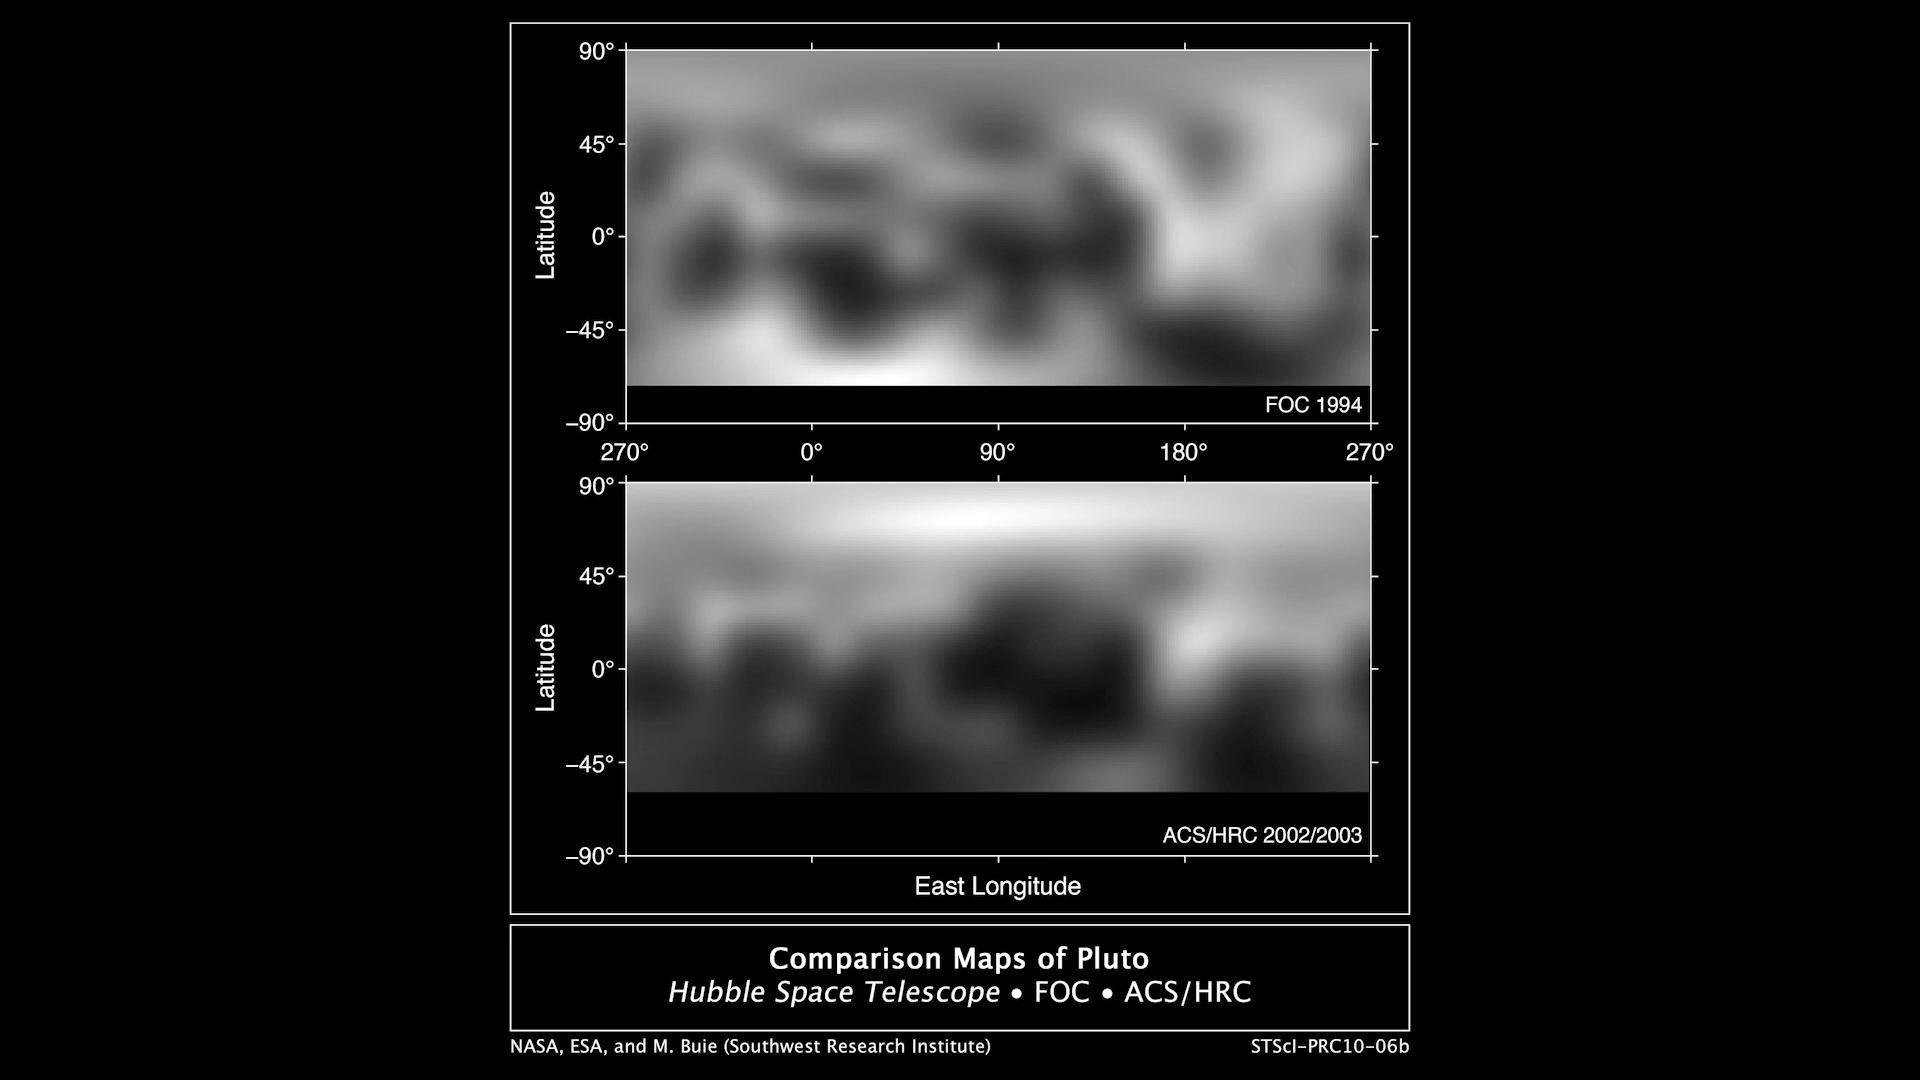 90°
45°
Latitude
0°
–45°
FOC 1994
–90°
270° 0° 90° 180° 270°
90°
45°
Latitude
0°
–45°
ACS/HRC 2002/2003
–90°
East Longitude
Comparison Maps of Pluto
Hubble Space Telescope • FOC • ACS/HRC
NASA, ESA, and M. Buie (Southwest Research Institute) STScI-PRC10-06b